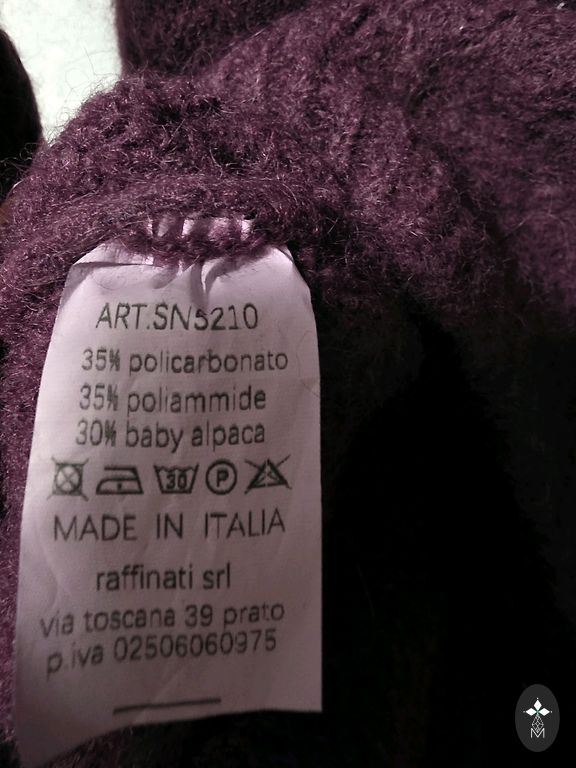 ART.SN5210
35% policarbonato
35% poliammide
30% baby alpaca
30 P
MADE IN ITALIA
raffinati srl
via toscana 39 prato
p.iva 02506060975
M